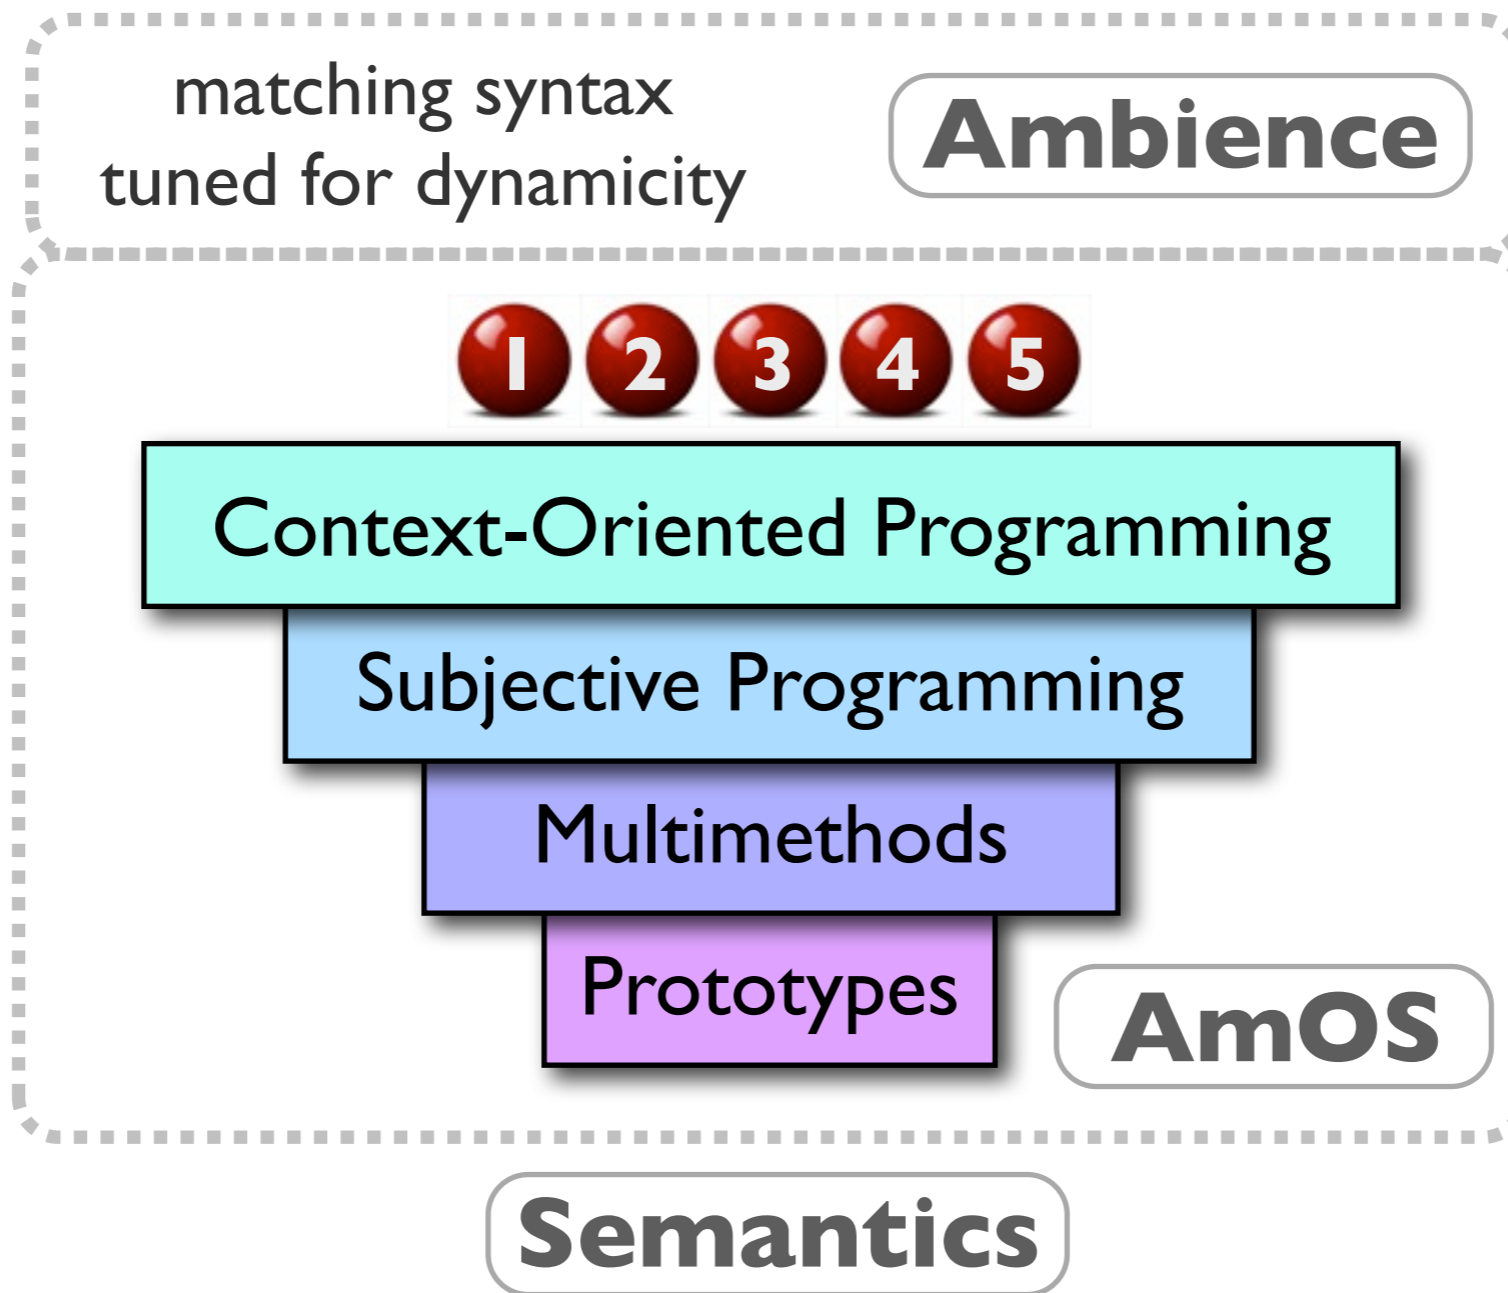 matching syntax
tuned for dynamicity
Ambience
1 2 3 4 5
Context-Oriented Programming
Subjective Programming
Multimethods
Prototypes
AmOS
Semantics